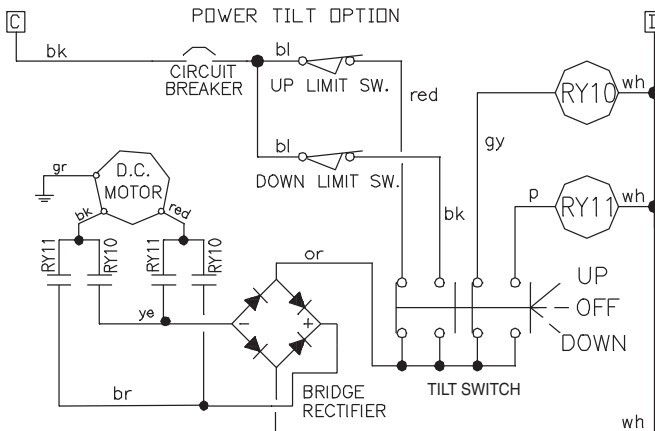 POWER TILT OPTION
C
bk
CIRCUIT
BREAKER
bl
UP LIMIT SW.
red
bl
DOWN LIMIT SW.
bk
gy
RY10
wh
p
RY11
wh
gr
D.C.
MOTOR
bk
red
RY11
RY10
RY11
RY10
or
ye
-
+
br
BRIDGE
RECTIFIER
UP
OFF
DOWN
TILT SWITCH
wh